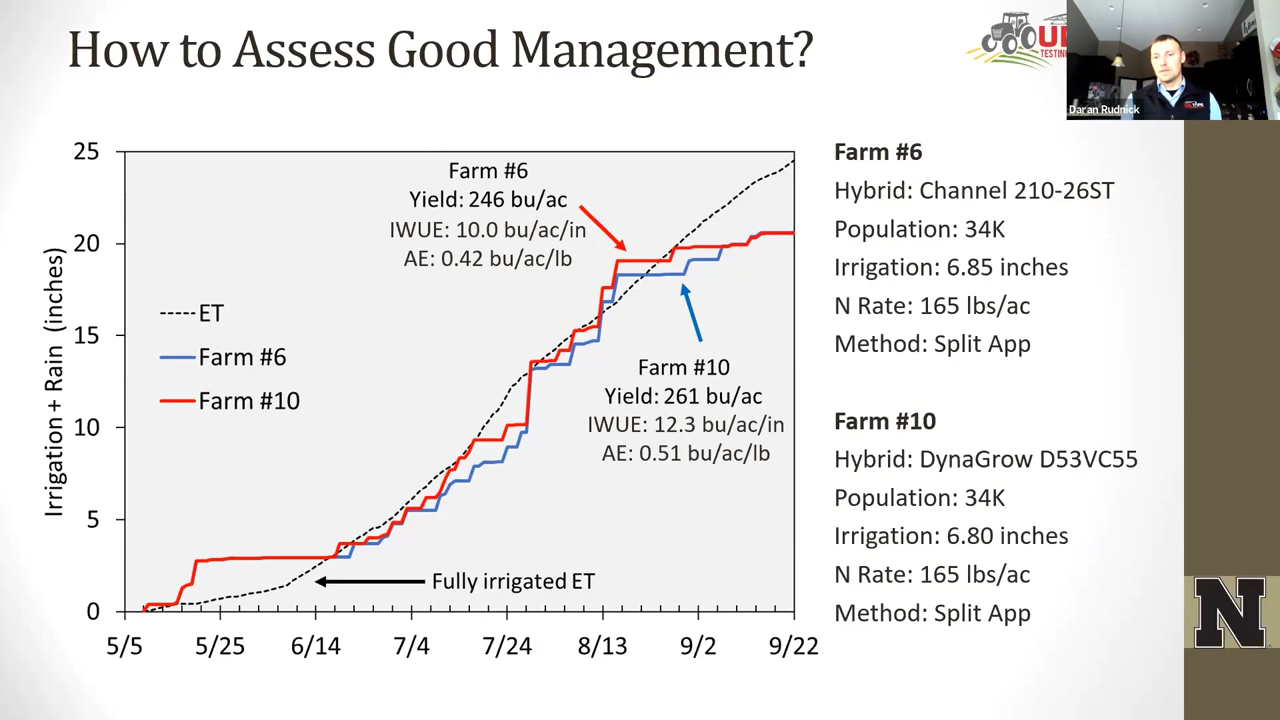 How to Assess Good Management?
Daran Rudnick
Irrigation + Rain (inches)
25
20
15
10
5
0
5/5
5/25
6/14
7/4
7/24
8/13
9/2
9/22
ET
Farm #6
Farm #10
Farm #6
Yield: 246 bu/ac
IWUE: 10.0 bu/ac/in
AE: 0.42 bu/ac/lb
Farm #10
Yield: 261 bu/ac
IWUE: 12.3 bu/ac/in
AE: 0.51 bu/ac/lb
Fully irrigated ET
Farm #6
Hybrid: Channel 210-26ST
Population: 34K
Irrigation: 6.85 inches
N Rate: 165 lbs/ac
Method: Split App
Farm #10
Hybrid: DynaGrow D53VC55
Population: 34K
Irrigation: 6.80 inches
N Rate: 165 lbs/ac
Method: Split App
N